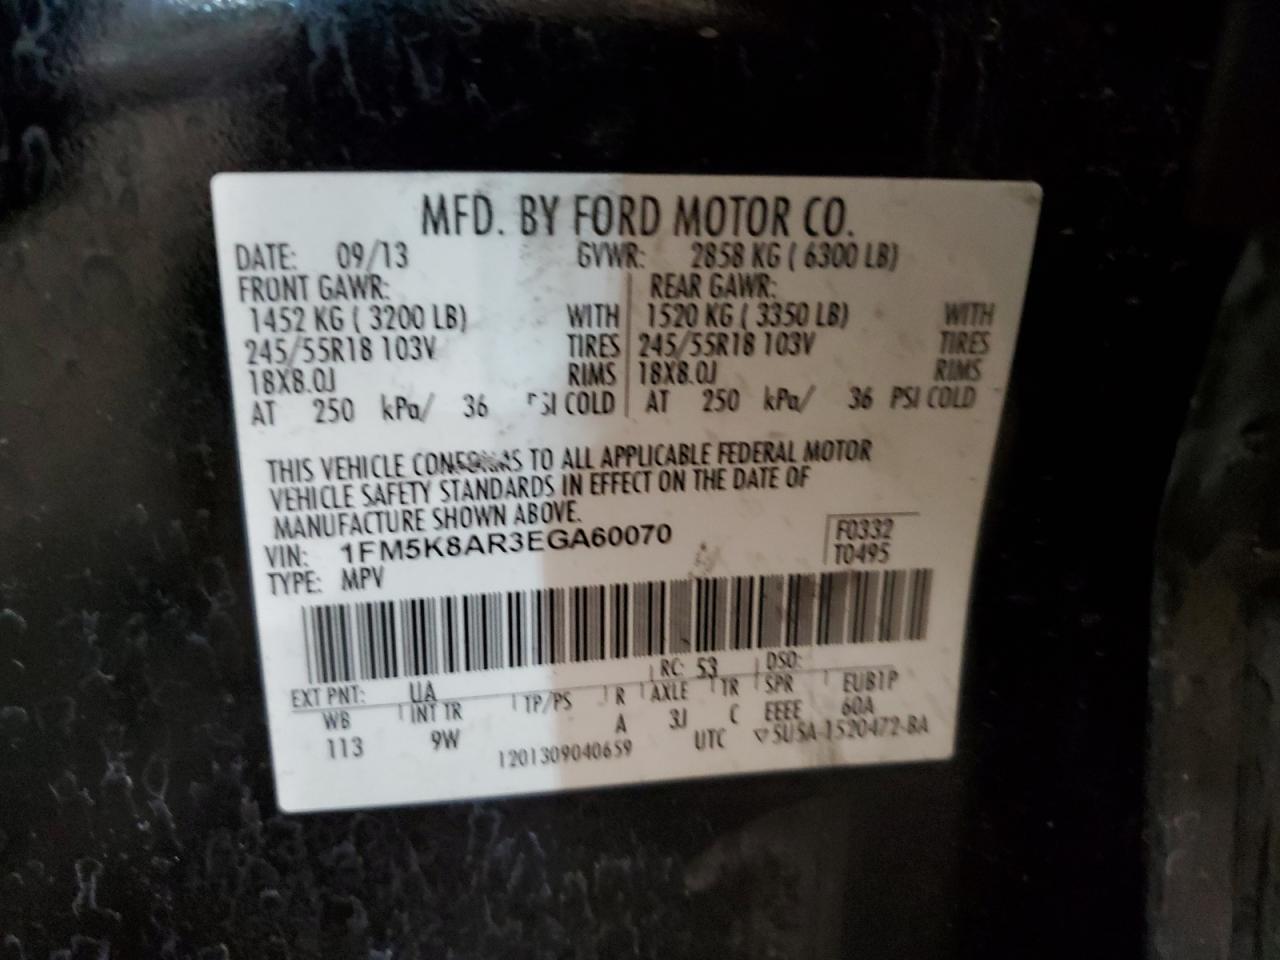 MFD. BY FORD MOTOR CO.
DATE: 09/13 GVWR: 2858 KG ( 6300 LB)
FRONT GAWR: REAR GAWR:
1452 KG ( 3200 LB) WITH 1520 KG ( 3350 LB) WITH
245/55R18 103V TIRES 245/55R18 103V TIRES
18X8.0J RIMS 18X8.0J RIMS
AT 250 kPa/ 36 PSI COLD AT 250 kPa/ 36 PSI COLD
THIS VEHICLE CONFORMS TO ALL APPLICABLE FEDERAL MOTOR
VEHICLE SAFETY STANDARDS IN EFFECT ON THE DATE OF
MANUFACTURE SHOWN ABOVE.
VIN: 1FM5K8AR3EGA60070 F0332
TYPE: MPV T0495
EXT PNT: UA RC: 53 DSO:
WB INT TR TP/PS R AXLE TR SPR EUB1P
113 9W A 3J C EEEE 60A
1201309040659 UTC ▽5U5A-1520472-BA